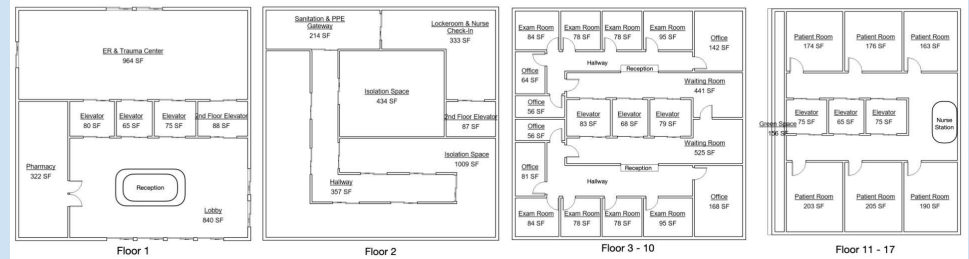 ER & Trauma Center
964 SF
Elevator
80 SF
Elevator
65 SF
Elevator
75 SF
2nd Floor Elevator
88 SF
Pharmacy
322 SF
Reception
Lobby
840 SF
Floor 1
Sanitation & PPE
Gateway
214 SF
Lockeroom & Nurse
Check-In
333 SF
Isolation Space
434 SF
2nd Floor Elevator
87 SF
Isolation Space
1009 SF
Hallway
357 SF
Floor 2
Exam Room
84 SF
Exam Room
78 SF
Exam Room
78 SF
Exam Room
95 SF
Office
142 SF
Hallway
Reception
Office
64 SF
Waiting Room
441 SF
Office
56 SF
Elevator
83 SF
Elevator
68 SF
Elevator
79 SF
Office
56 SF
Waiting Room
525 SF
Office
81 SF
Reception
Hallway
Office
168 SF
Exam Room
84 SF
Exam Room
78 SF
Exam Room
78 SF
Exam Room
95 SF
Floor 3 - 10
Patient Room
174 SF
Patient Room
176 SF
Patient Room
163 SF
Green Space
156 SF
Elevator
75 SF
Elevator
65 SF
Elevator
75 SF
Nurse
Station
Patient Room
203 SF
Patient Room
205 SF
Patient Room
190 SF
Floor 11 - 17